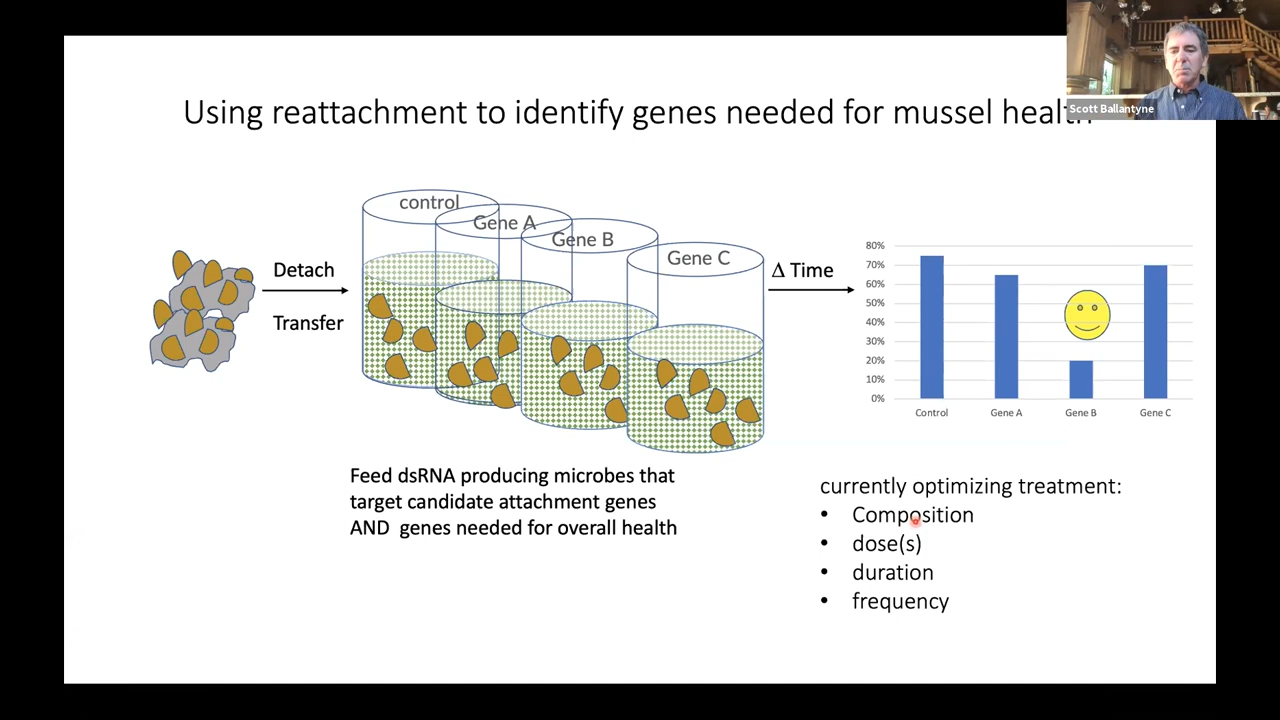 Scott Ballantyne
Using reattachment to identify genes needed for mussel health
control
Gene A
Gene B
Gene C
Detach
Transfer
Δ Time
80%
70%
60%
50%
40%
30%
20%
10%
0%
Control
Gene A
Gene B
Gene C
Feed dsRNA producing microbes that
target candidate attachment genes
AND genes needed for overall health
currently optimizing treatment:
• Composition
• dose(s)
• duration
• frequency